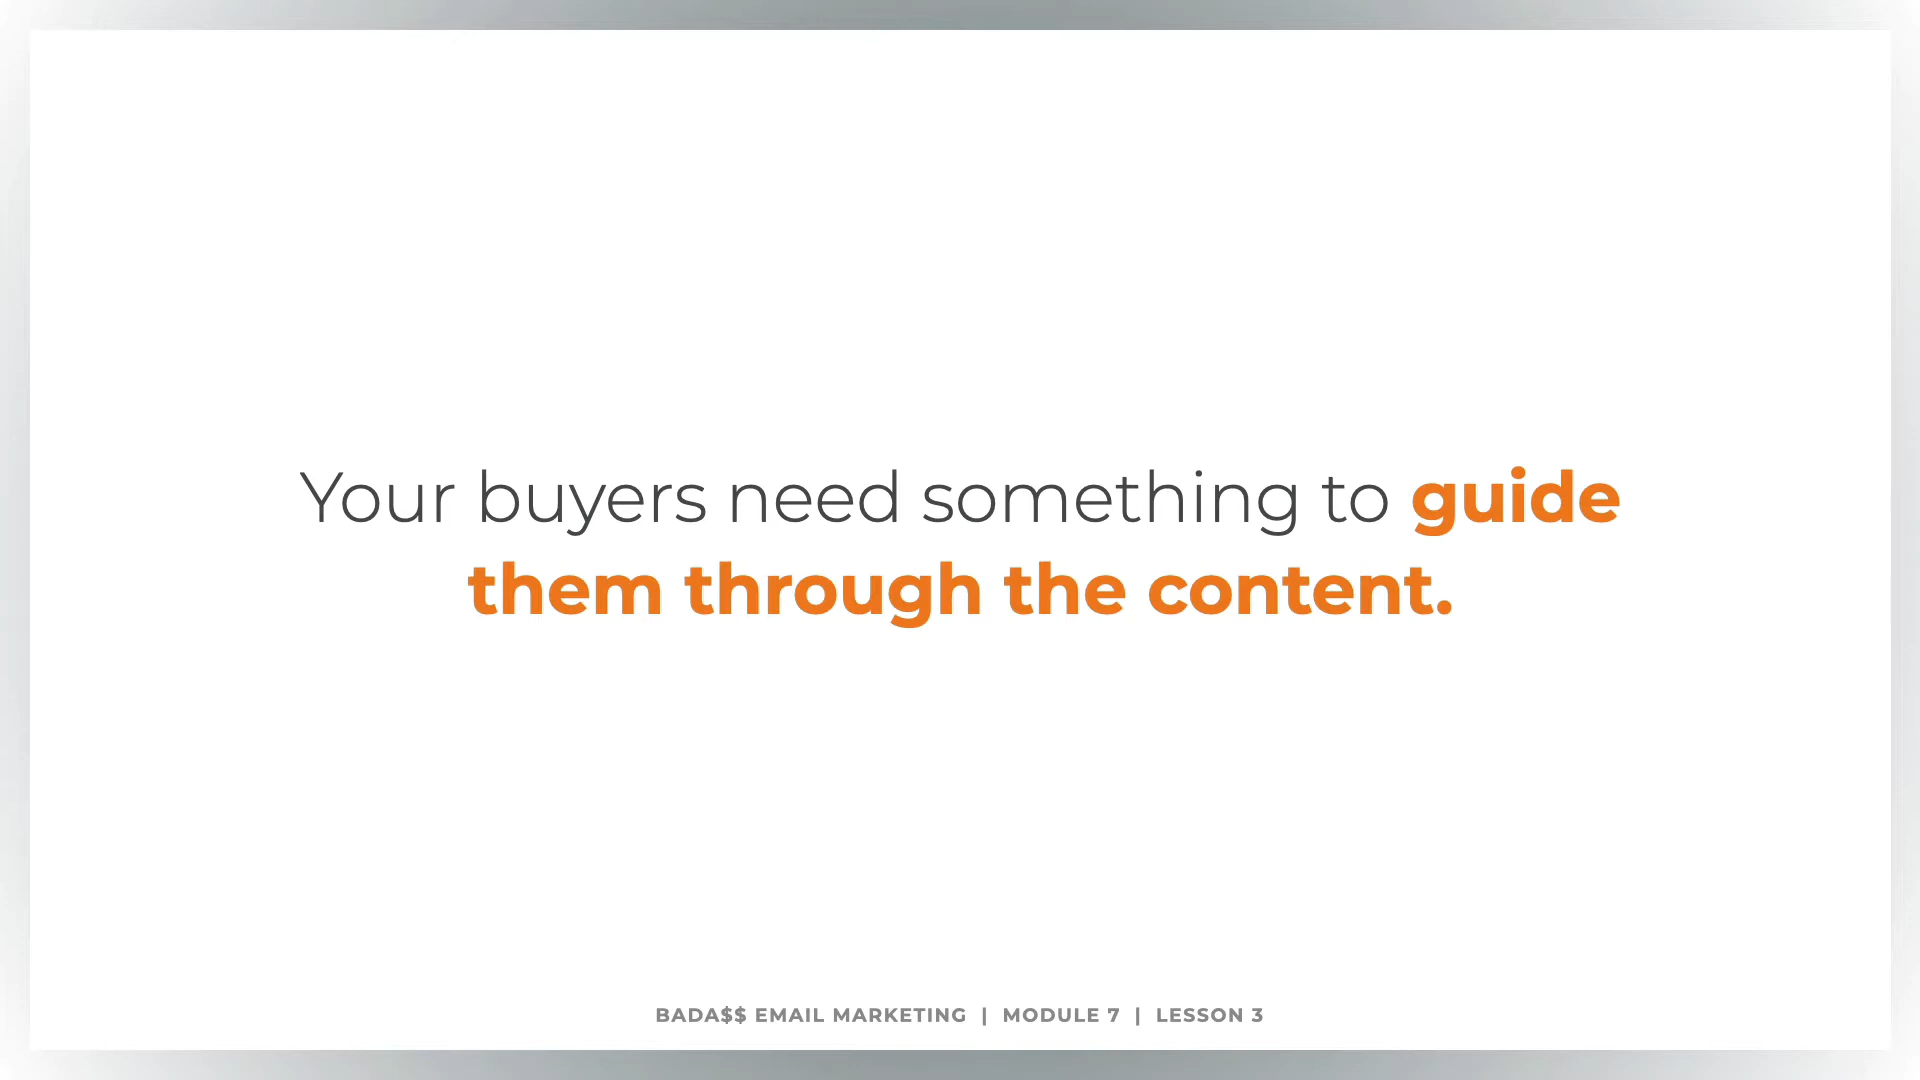 Your buyers need something to guide
them through the content.
BADA$$ EMAIL MARKETING | MODULE 7 | LESSON 3